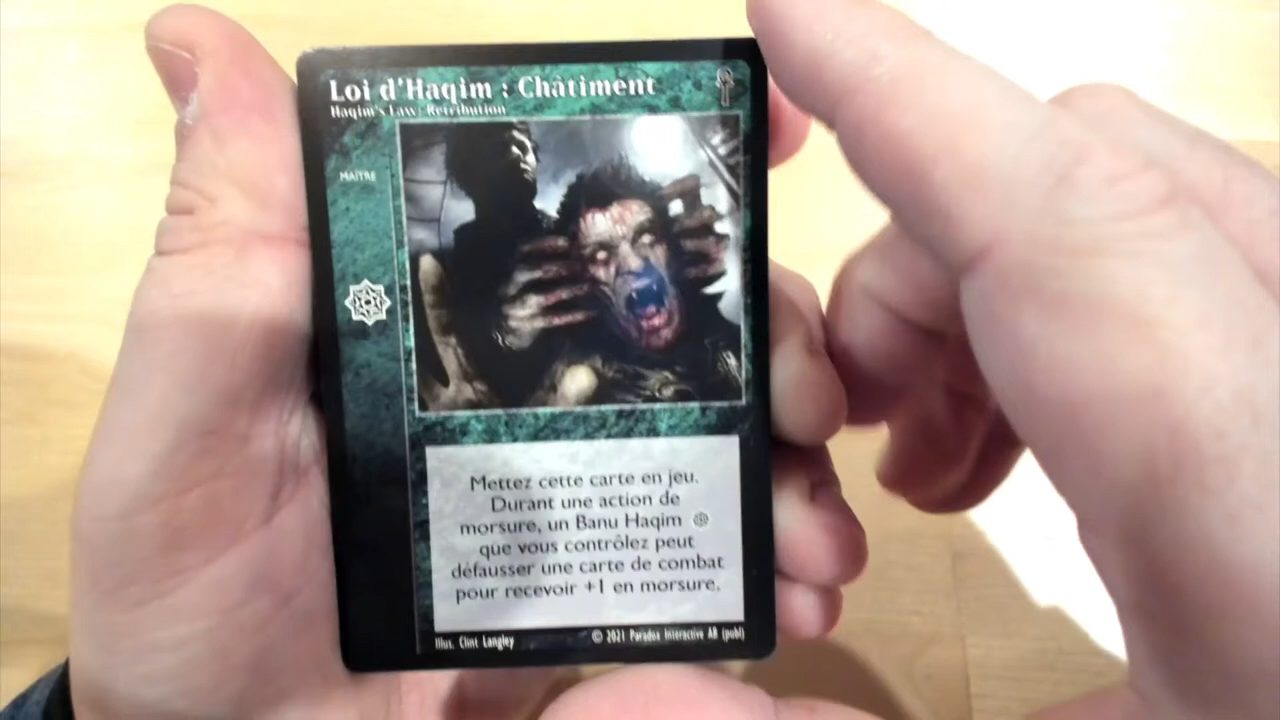 Loi d'Haqim : Châtiment
Haqim's Law: Retribution
MAÎTRE
Mettez cette carte en jeu.
Durant une action de
morsure, un Banu Haqim
que vous contrôlez peut
défausser une carte de combat
pour recevoir +1 en morsure.
Illus. Clint Langley
© 2021 Paradox Interactive AB (publ)